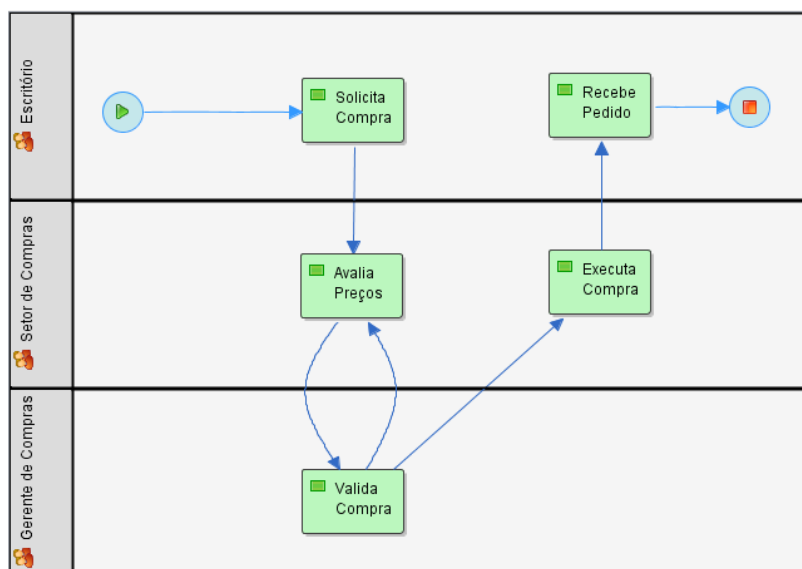 Escritório
Solicita
Compra
Recebe
Pedido
Setor de Compras
Avalia
Preços
Executa
Compra
Gerente de Compras
Valida
Compra